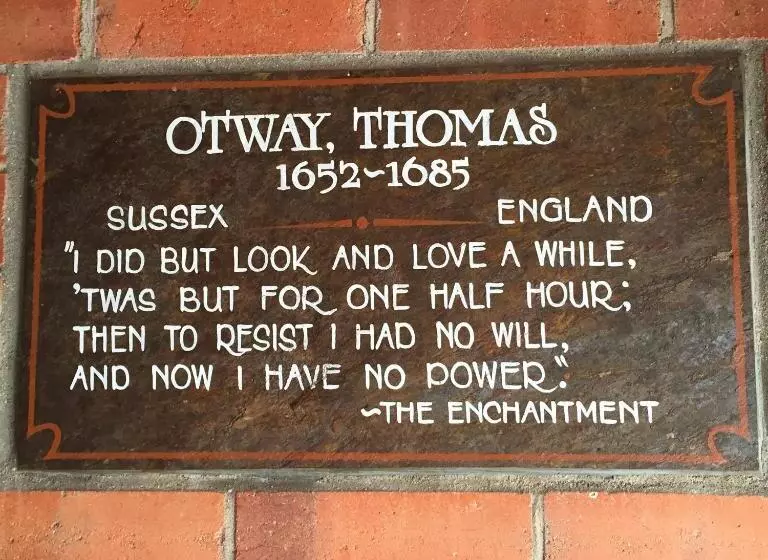 OTWAY, THOMAS
1652~1685
SUSSEX ENGLAND
"I DID BUT LOOK AND LOVE A WHILE,
'TWAS BUT FOR ONE HALF HOUR;
THEN TO RESIST I HAD NO WILL,
AND NOW I HAVE NO POWER."
~THE ENCHANTMENT